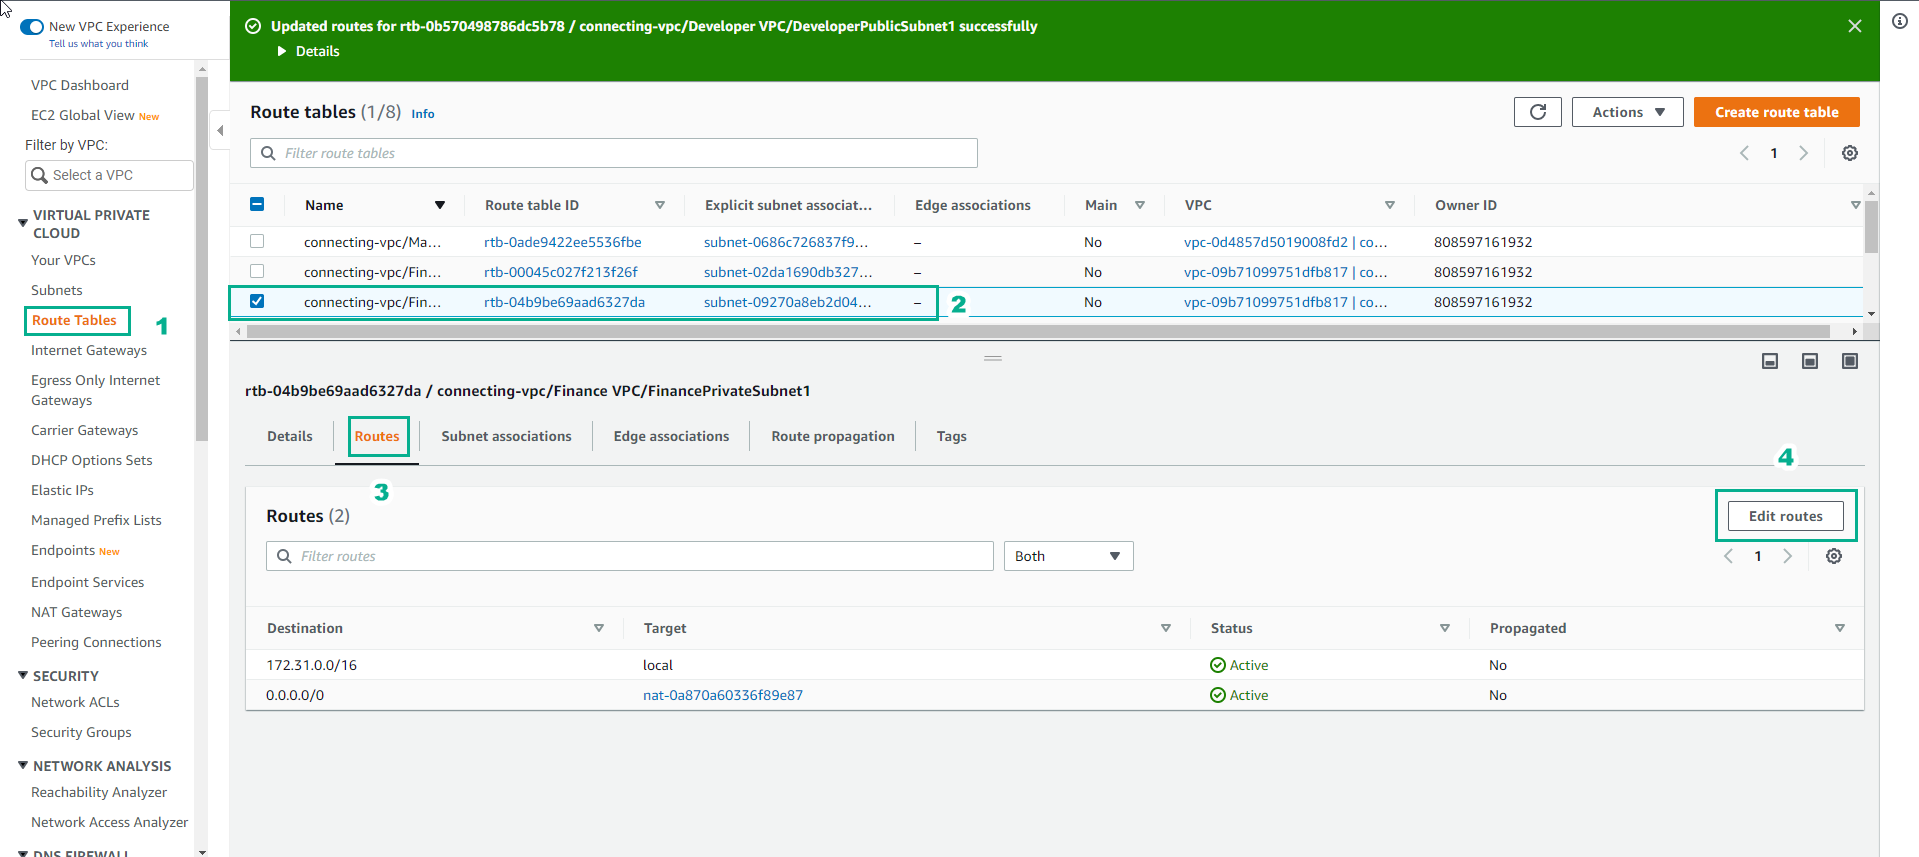 New VPC Experience
Tell us what you think
VPC Dashboard
EC2 Global View New
Filter by VPC:
Select a VPC
VIRTUAL PRIVATE CLOUD
Your VPCs
Subnets
Route Tables 1
Internet Gateways
Egress Only Internet Gateways
Carrier Gateways
DHCP Options Sets
Elastic IPs
Managed Prefix Lists
Endpoints New
Endpoint Services
NAT Gateways
Peering Connections
SECURITY
Network ACLs
Security Groups
NETWORK ANALYSIS
Reachability Analyzer
Network Access Analyzer
DNS FIREWALL
Updated routes for rtb-0b570498786dc5b78 / connecting-vpc/Developer VPC/DeveloperPublicSubnet1 successfully
Details
Route tables (1/8) Info
Actions
Create route table
Filter route tables
1
Name Route table ID Explicit subnet associat... Edge associations Main VPC Owner ID
connecting-vpc/Ma... rtb-0ade9422ee5536fbe subnet-0686c726837f9... – No vpc-0d4857d5019008fd2 | co... 808597161932
connecting-vpc/Fin... rtb-00045c027f213f26f subnet-02da1690db327... – No vpc-09b71099751dfb817 | co... 808597161932
connecting-vpc/Fin... rtb-04b9be69aad6327da subnet-09270a8eb2d04... – 2 No vpc-09b71099751dfb817 | co... 808597161932
rtb-04b9be69aad6327da / connecting-vpc/Finance VPC/FinancePrivateSubnet1
Details Routes Subnet associations Edge associations Route propagation Tags
3
4
Routes (2)
Edit routes
Filter routes
Both
1
Destination Target Status Propagated
172.31.0.0/16 local Active No
0.0.0.0/0 nat-0a870a60336f89e87 Active No